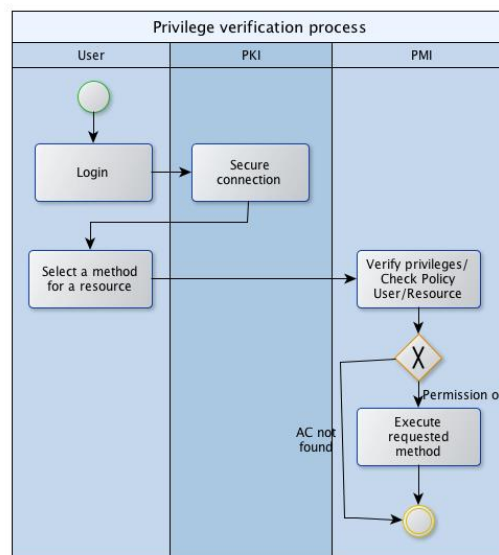 Privilege verification process
User
PKI
PMI
Login
Secure
connection
Select a method
for a resource
Verify privileges/
Check Policy
User/Resource
X
Permission o
AC not
found
Execute
requested
method